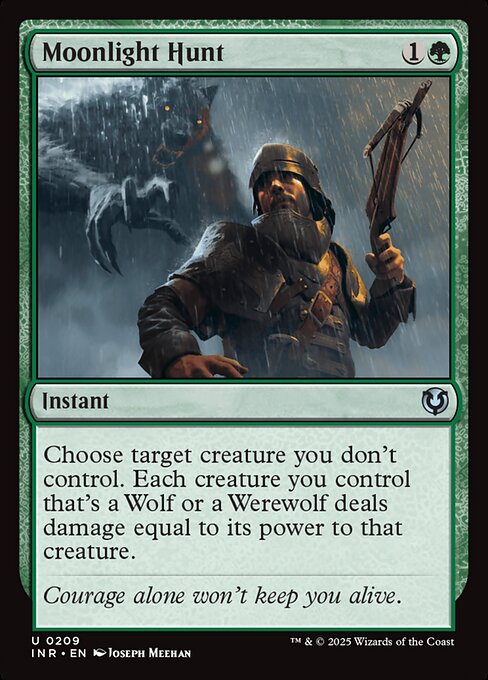 Moonlight Hunt 1
Instant
Choose target creature you don't
control. Each creature you control
that's a Wolf or a Werewolf deals
damage equal to its power to that
creature.
Courage alone won't keep you alive.
U 0209
INR • EN Joseph Meehan
™ & © 2025 Wizards of the Coast